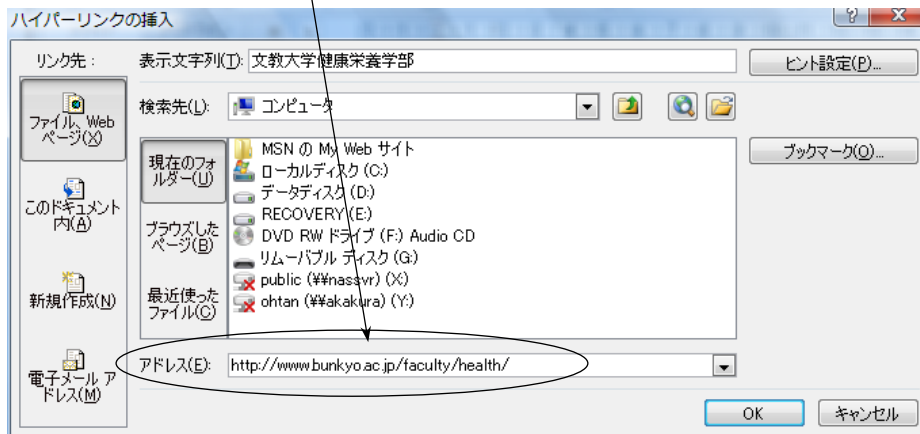 ハイパーリンクの挿入
リンク先：
表示文字列(T): 文教大学健康栄養学部
ヒント設定(P)...
ファイル、Web
ページ(X)
検索先(L): コンピュータ
現在のフォ
ルダー(U)
MSN の My Web サイト
ブックマーク(O)...
ローカルディスク (C:)
データディスク (D:)
このドキュメント
内(A)
RECOVERY (E:)
ブラウズした
ページ(B)
DVD RW ドライブ (F:) Audio CD
リムーバブル ディスク (G:)
新規作成(N)
最近使った
ファイル(C)
public (¥¥nassvr) (X:)
ohtan (¥¥akakura) (Y:)
電子メール ア
ドレス(M)
アドレス(E): http://www.bunkyo.ac.jp/faculty/health/
OK
キャンセル